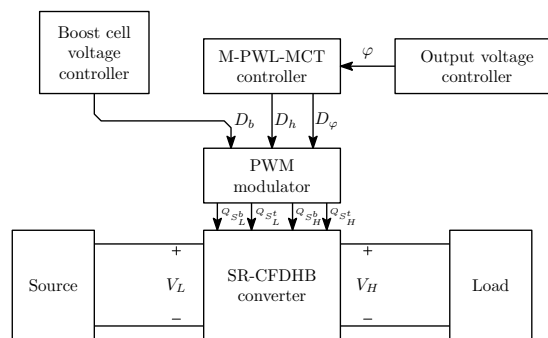 Boost cell
voltage
controller
M-PWL-MCT
controller
φ
Output voltage
controller
D_b
D_h
D_φ
PWM
modulator
Q_{S_L^b}
Q_{S_L^t}
Q_{S_H^b}
Q_{S_H^t}
Source
+
V_L
−
SR-CFDHB
converter
+
V_H
−
Load